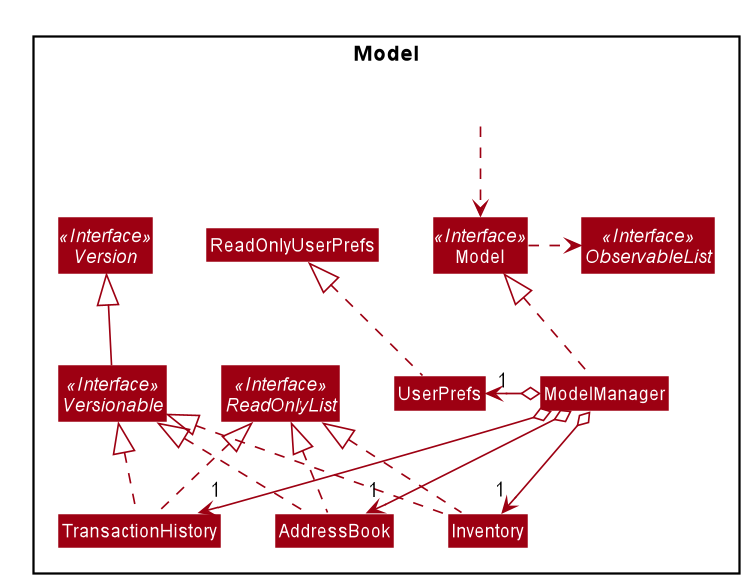 Model
«Interface»
Version
ReadOnlyUserPrefs
«Interface»
Model
«Interface»
ObservableList
«Interface»
Versionable
«Interface»
ReadOnlyList
UserPrefs
1
ModelManager
1
1
1
TransactionHistory
AddressBook
Inventory